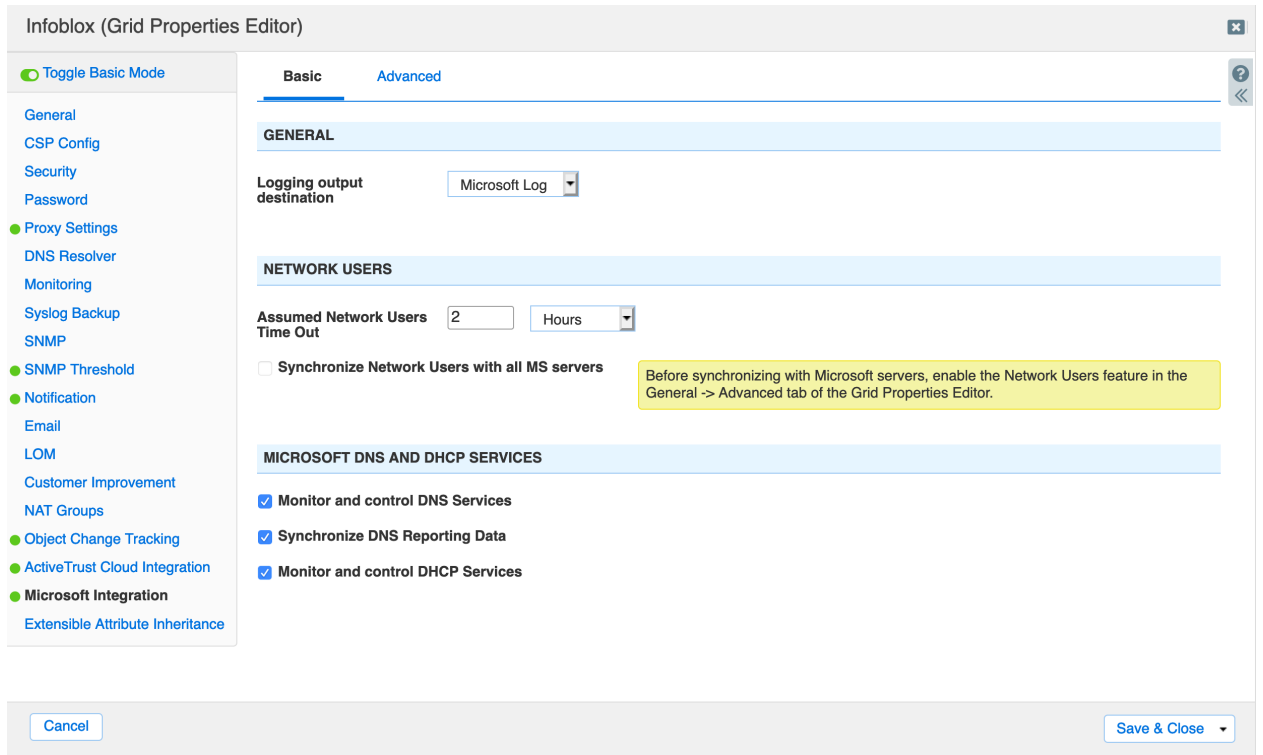 Infoblox (Grid Properties Editor)
Toggle Basic Mode
General
CSP Config
Security
Password
Proxy Settings
DNS Resolver
Monitoring
Syslog Backup
SNMP
SNMP Threshold
Notification
Email
LOM
Customer Improvement
NAT Groups
Object Change Tracking
ActiveTrust Cloud Integration
Microsoft Integration
Extensible Attribute Inheritance
Basic Advanced
GENERAL
Logging output
destination
Microsoft Log
NETWORK USERS
Assumed Network Users
Time Out
2 Hours
Synchronize Network Users with all MS servers
Before synchronizing with Microsoft servers, enable the Network Users feature in the
General -> Advanced tab of the Grid Properties Editor.
MICROSOFT DNS AND DHCP SERVICES
Monitor and control DNS Services
Synchronize DNS Reporting Data
Monitor and control DHCP Services
Cancel
Save & Close